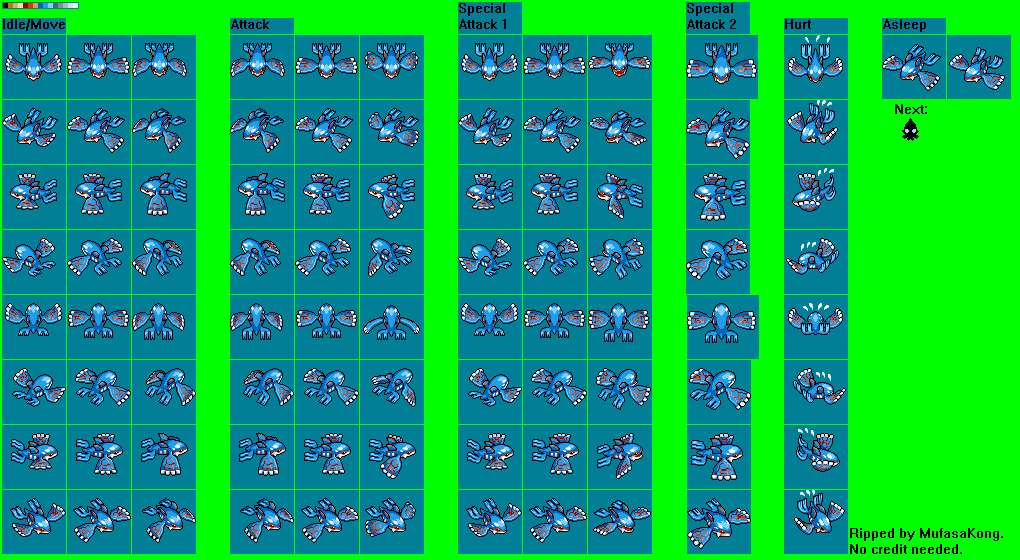 Idle/Move
Attack
Special
Attack 1
Special
Attack 2
Hurt
Asleep
Next:
Ripped by MufasaKong.
No credit needed.